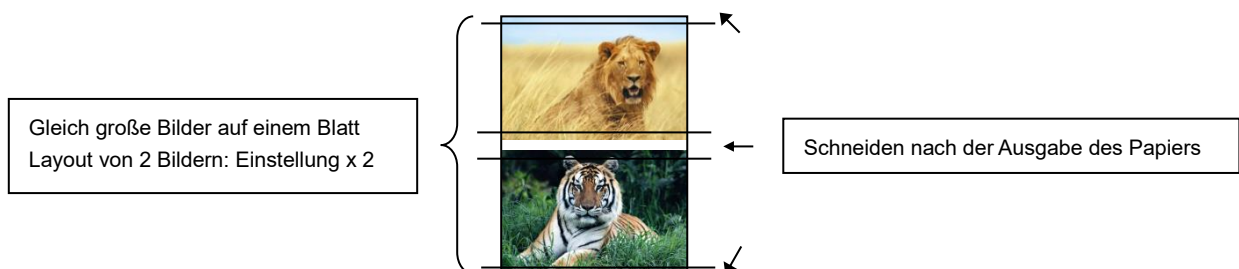 Gleich große Bilder auf einem Blatt
Layout von 2 Bildern: Einstellung x 2
Schneiden nach der Ausgabe des Papiers